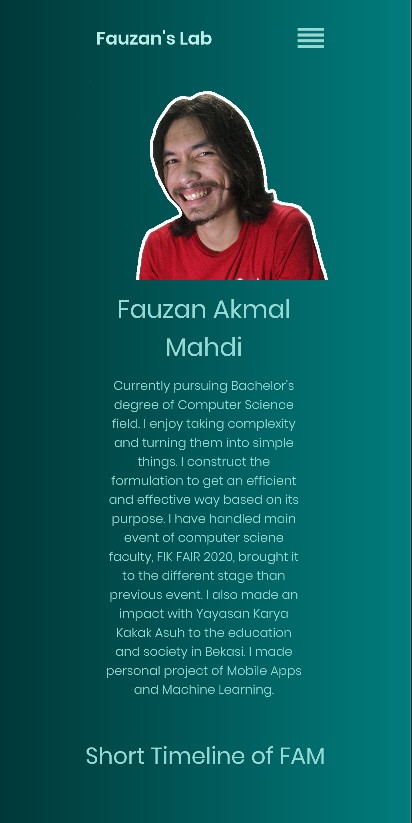 Fauzan's Lab
Fauzan Akmal
Mahdi
Currently pursuing Bachelor's
degree of Computer Science
field. I enjoy taking complexity
and turning them into simple
things. I construct the
formulation to get an efficient
and effective way based on its
purpose. I have handled main
event of computer sciene
faculty, FIK FAIR 2020, brought it
to the different stage than
previous event. I also made an
impact with Yayasan Karya
Kakak Asuh to the education
and society in Bekasi. I made
personal project of Mobile Apps
and Machine Learning.
Short Timeline of FAM